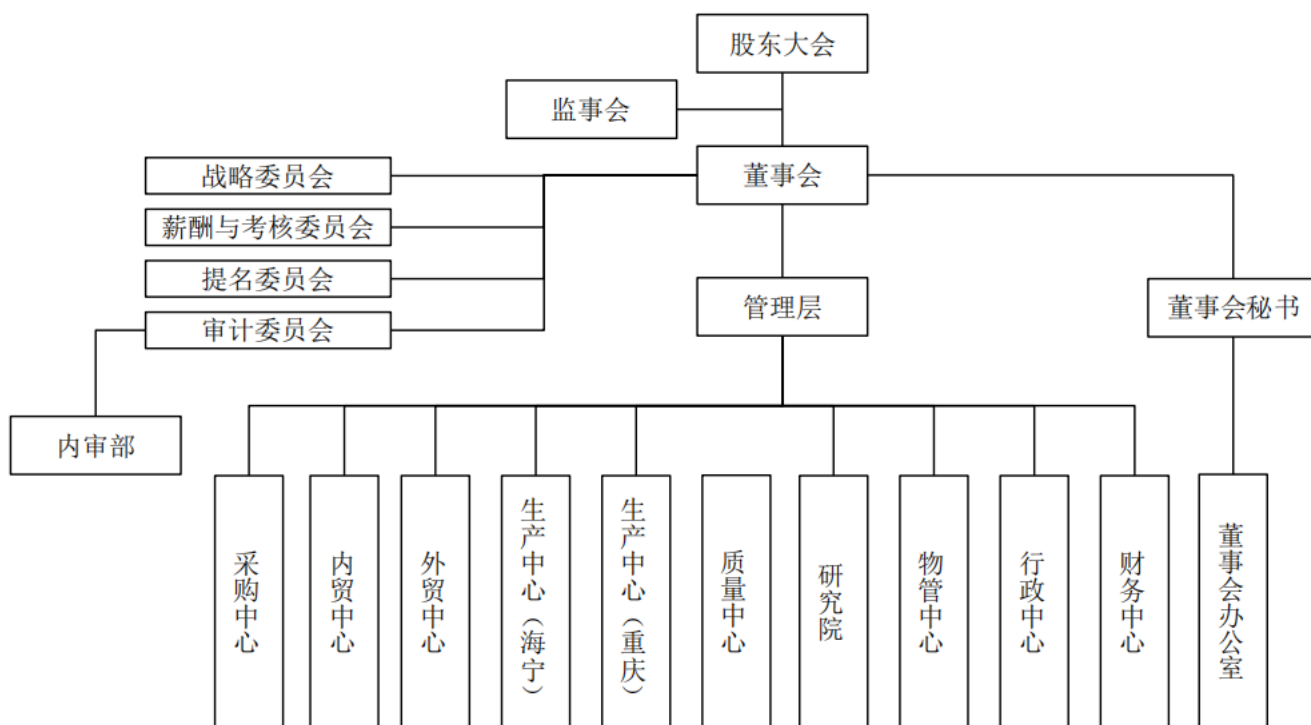 股东大会
监事会
董事会
战略委员会
薪酬与考核委员会
提名委员会
审计委员会
管理层
董事会秘书
内审部
采购中心
内贸中心
外贸中心
生产中心（海宁）
生产中心（重庆）
质量中心
研究院
物管中心
行政中心
财务中心
董事会办公室